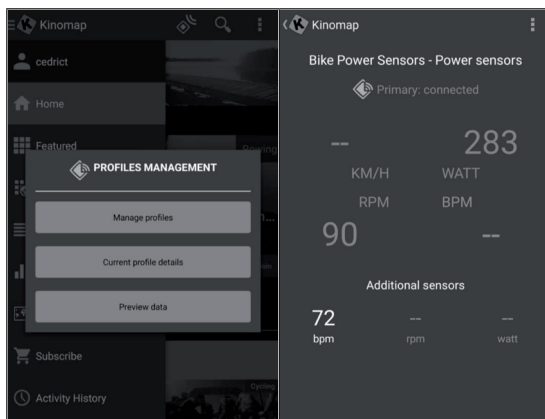 Kinomap
cedrict
Home
Featured
Rowing
PROFILES MANAGEMENT
Manage profiles
Current profile details
Preview data
Subscribe
Cycling
Activity History
Kinomap
Bike Power Sensors - Power sensors
Primary: connected
-- 283
KM/H WATT
RPM BPM
90 --
Additional sensors
72 -- --
bpm rpm watt